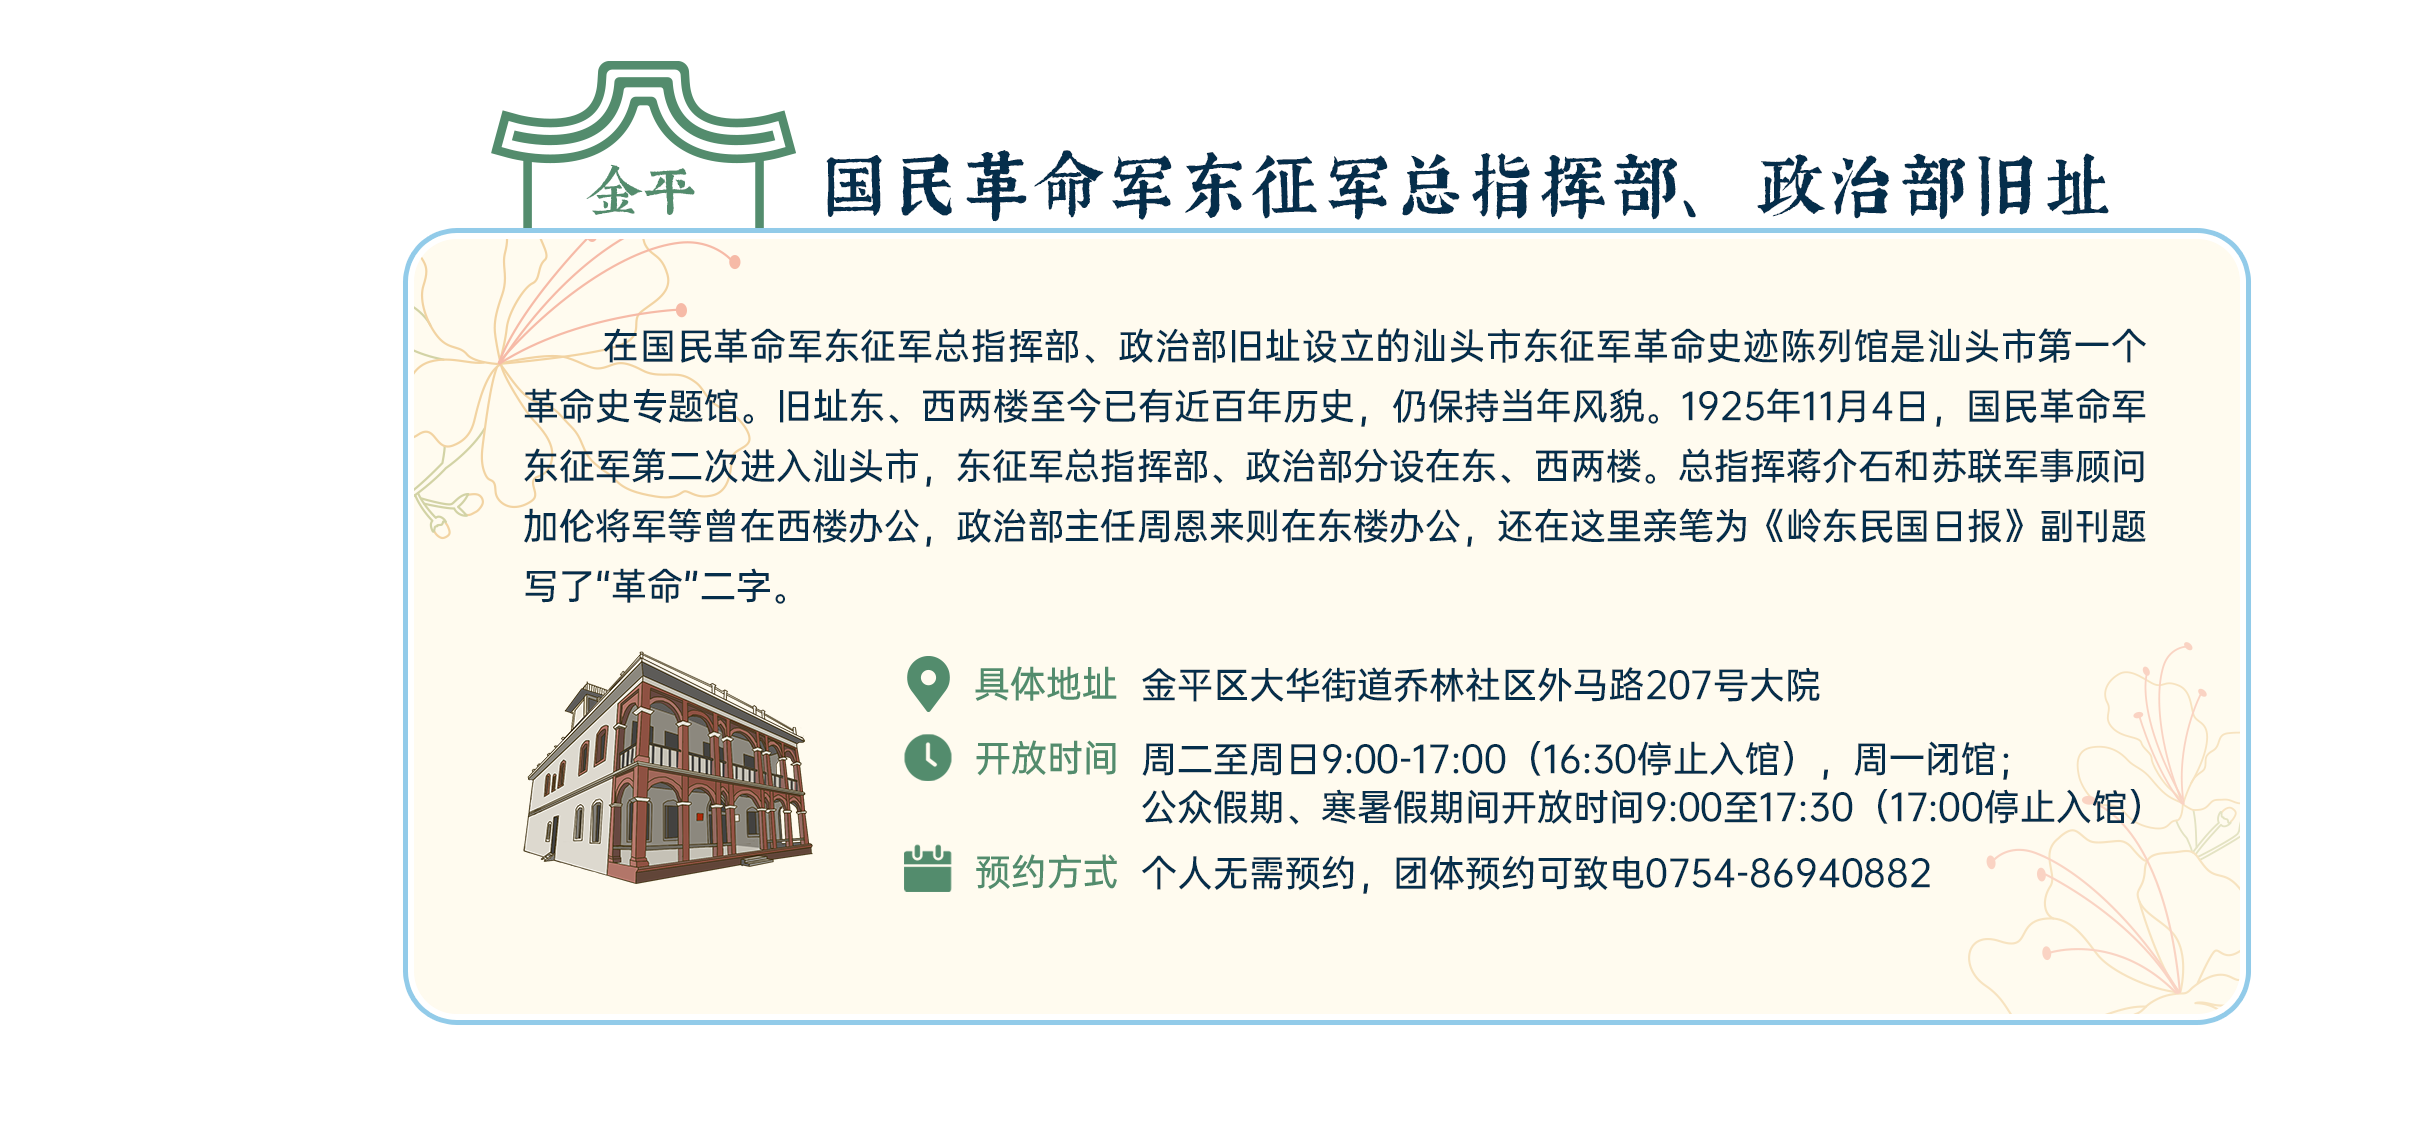 金平
国民革命军东征军总指挥部、政治部旧址
在国民革命军东征军总指挥部、政治部旧址设立的汕头市东征军革命史迹陈列馆是汕头市第一个
革命史专题馆。旧址东、西两楼至今已有近百年历史，仍保持当年风貌。1925年11月4日，国民革命军
东征军第二次进入汕头市，东征军总指挥部、政治部分设在东、西两楼。总指挥蒋介石和苏联军事顾问
加伦将军等曾在西楼办公，政治部主任周恩来则在东楼办公，还在这里亲笔为《岭东民国日报》副刊题
写了“革命”二字。
具体地址 金平区大华街道乔林社区外马路207号大院
开放时间 周二至周日9:00-17:00（16:30停止入馆），周一闭馆；
公众假期、寒暑假期间开放时间9:00至17:30（17:00停止入馆）
预约方式 个人无需预约，团体预约可致电0754-86940882